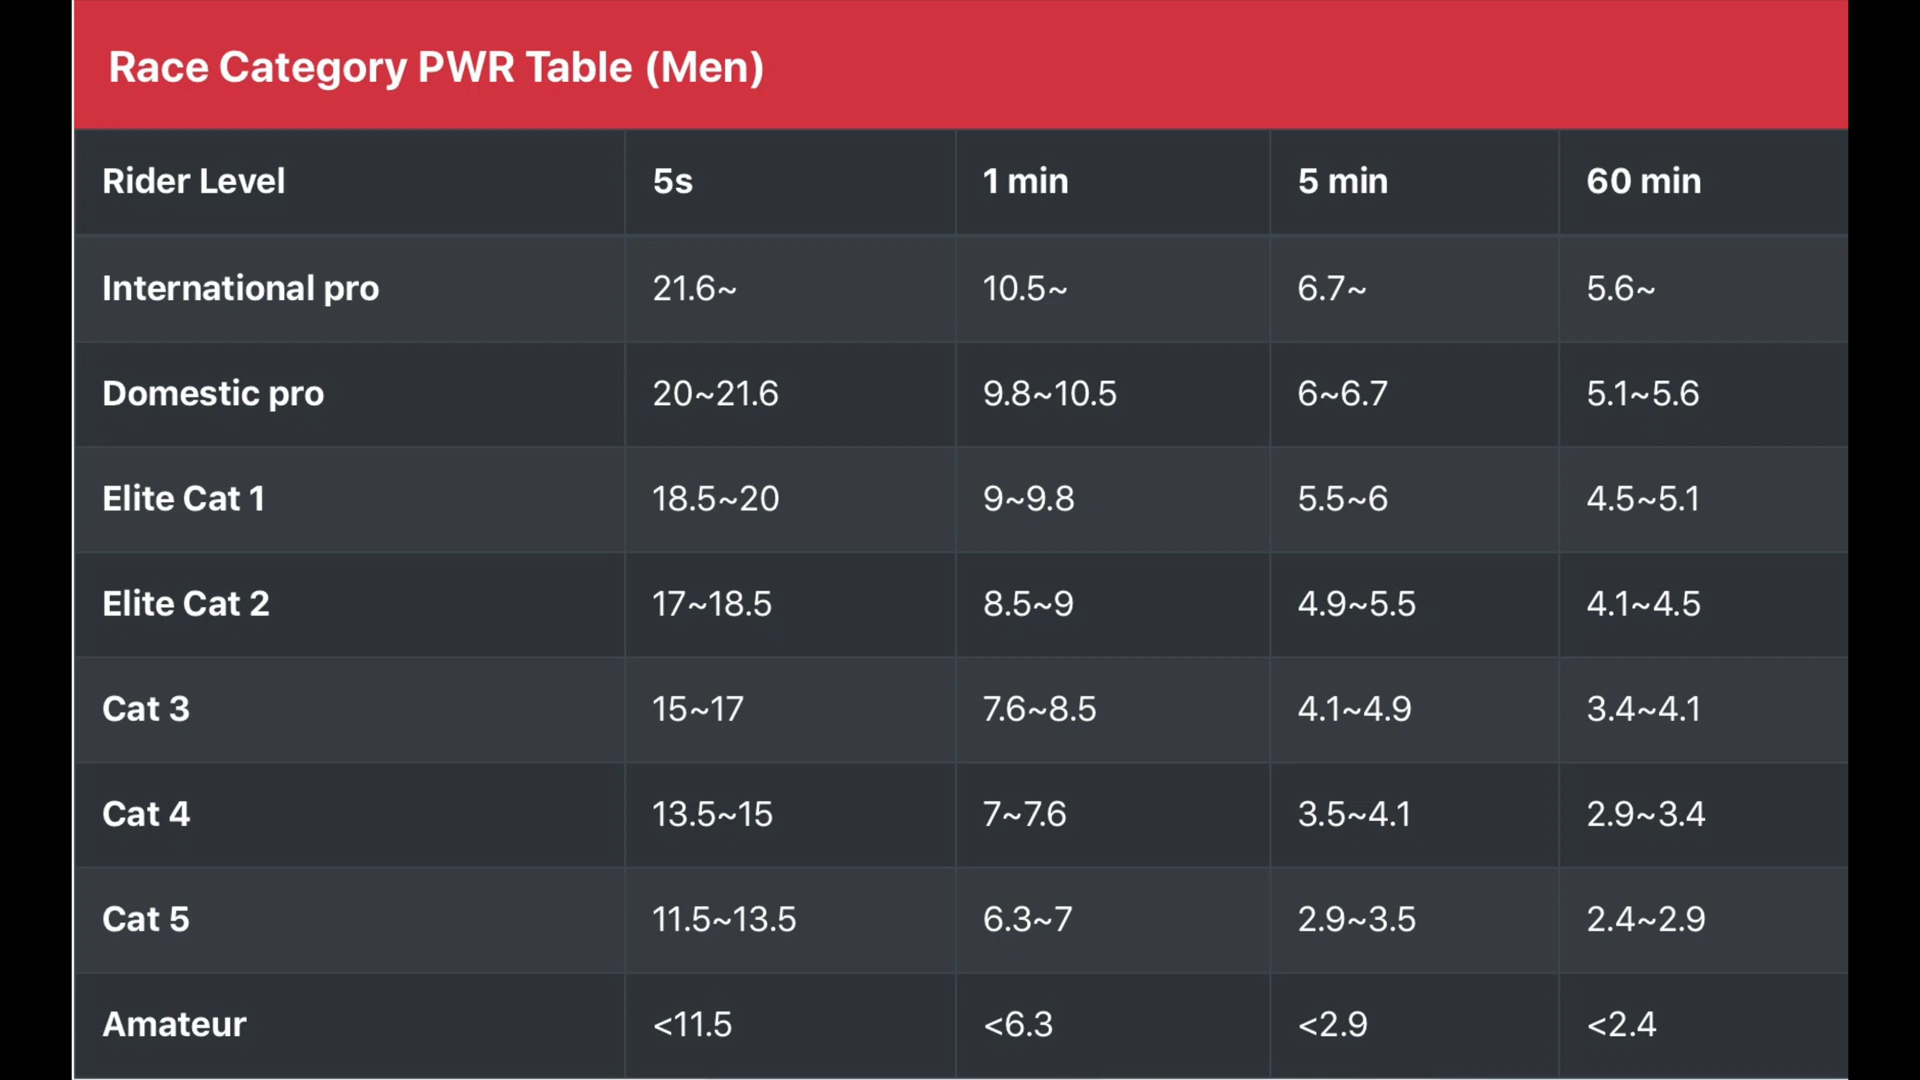 Race Category PWR Table (Men)
Rider Level 5s 1 min 5 min 60 min
International pro 21.6~ 10.5~ 6.7~ 5.6~
Domestic pro 20~21.6 9.8~10.5 6~6.7 5.1~5.6
Elite Cat 1 18.5~20 9~9.8 5.5~6 4.5~5.1
Elite Cat 2 17~18.5 8.5~9 4.9~5.5 4.1~4.5
Cat 3 15~17 7.6~8.5 4.1~4.9 3.4~4.1
Cat 4 13.5~15 7~7.6 3.5~4.1 2.9~3.4
Cat 5 11.5~13.5 6.3~7 2.9~3.5 2.4~2.9
Amateur <11.5 <6.3 <2.9 <2.4